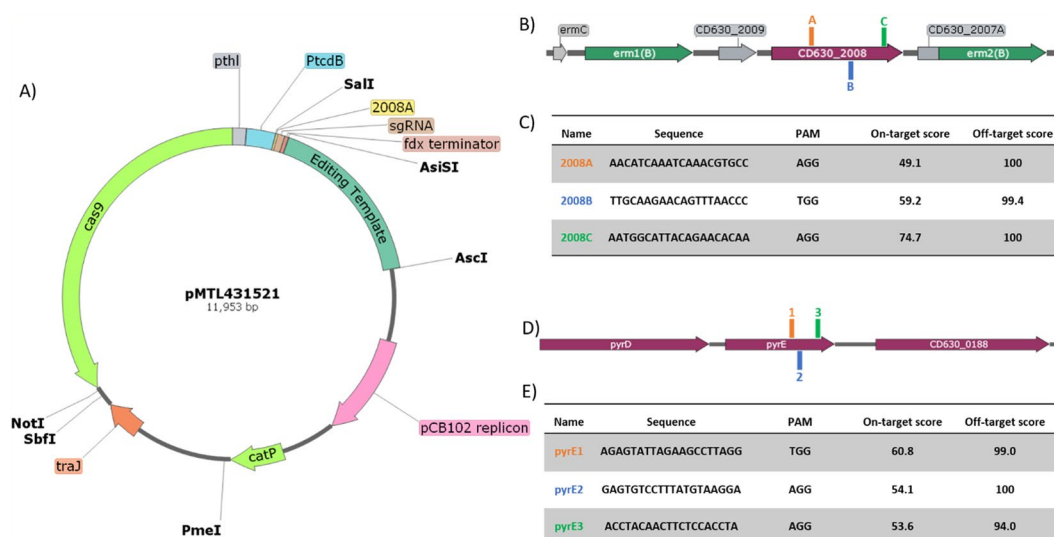 A)
pthl
PtcdB
SalI
2008A
sgRNA
fdx terminator
AsiSI
Editing Template
cas9
AscI
pMTL431521
11,953 bp
NotI
SbfI
traJ
pCB102 replicon
catP
PmeI
B)
ermC
CD630_2009
A
C
CD630_2007A
erm1(B)
CD630_2008
erm2(B)
B
C)
Name Sequence PAM On-target score Off-target score
2008A AACATCAAATCAAACGTGCC AGG 49.1 100
2008B TTGCAAGAACAGTTTAACCC TGG 59.2 99.4
2008C AATGGCATTACAGAACACAA AGG 74.7 100
D)
1
3
pyrD
pyrE
CD630_0188
2
E)
Name Sequence PAM On-target score Off-target score
pyrE1 AGAGTATTAGAAGCCTTAGG TGG 60.8 99.0
pyrE2 GAGTGTCCTTTATGTAAGGA AGG 54.1 100
pyrE3 ACCTACAACTTCTCCACCTA AGG 53.6 94.0